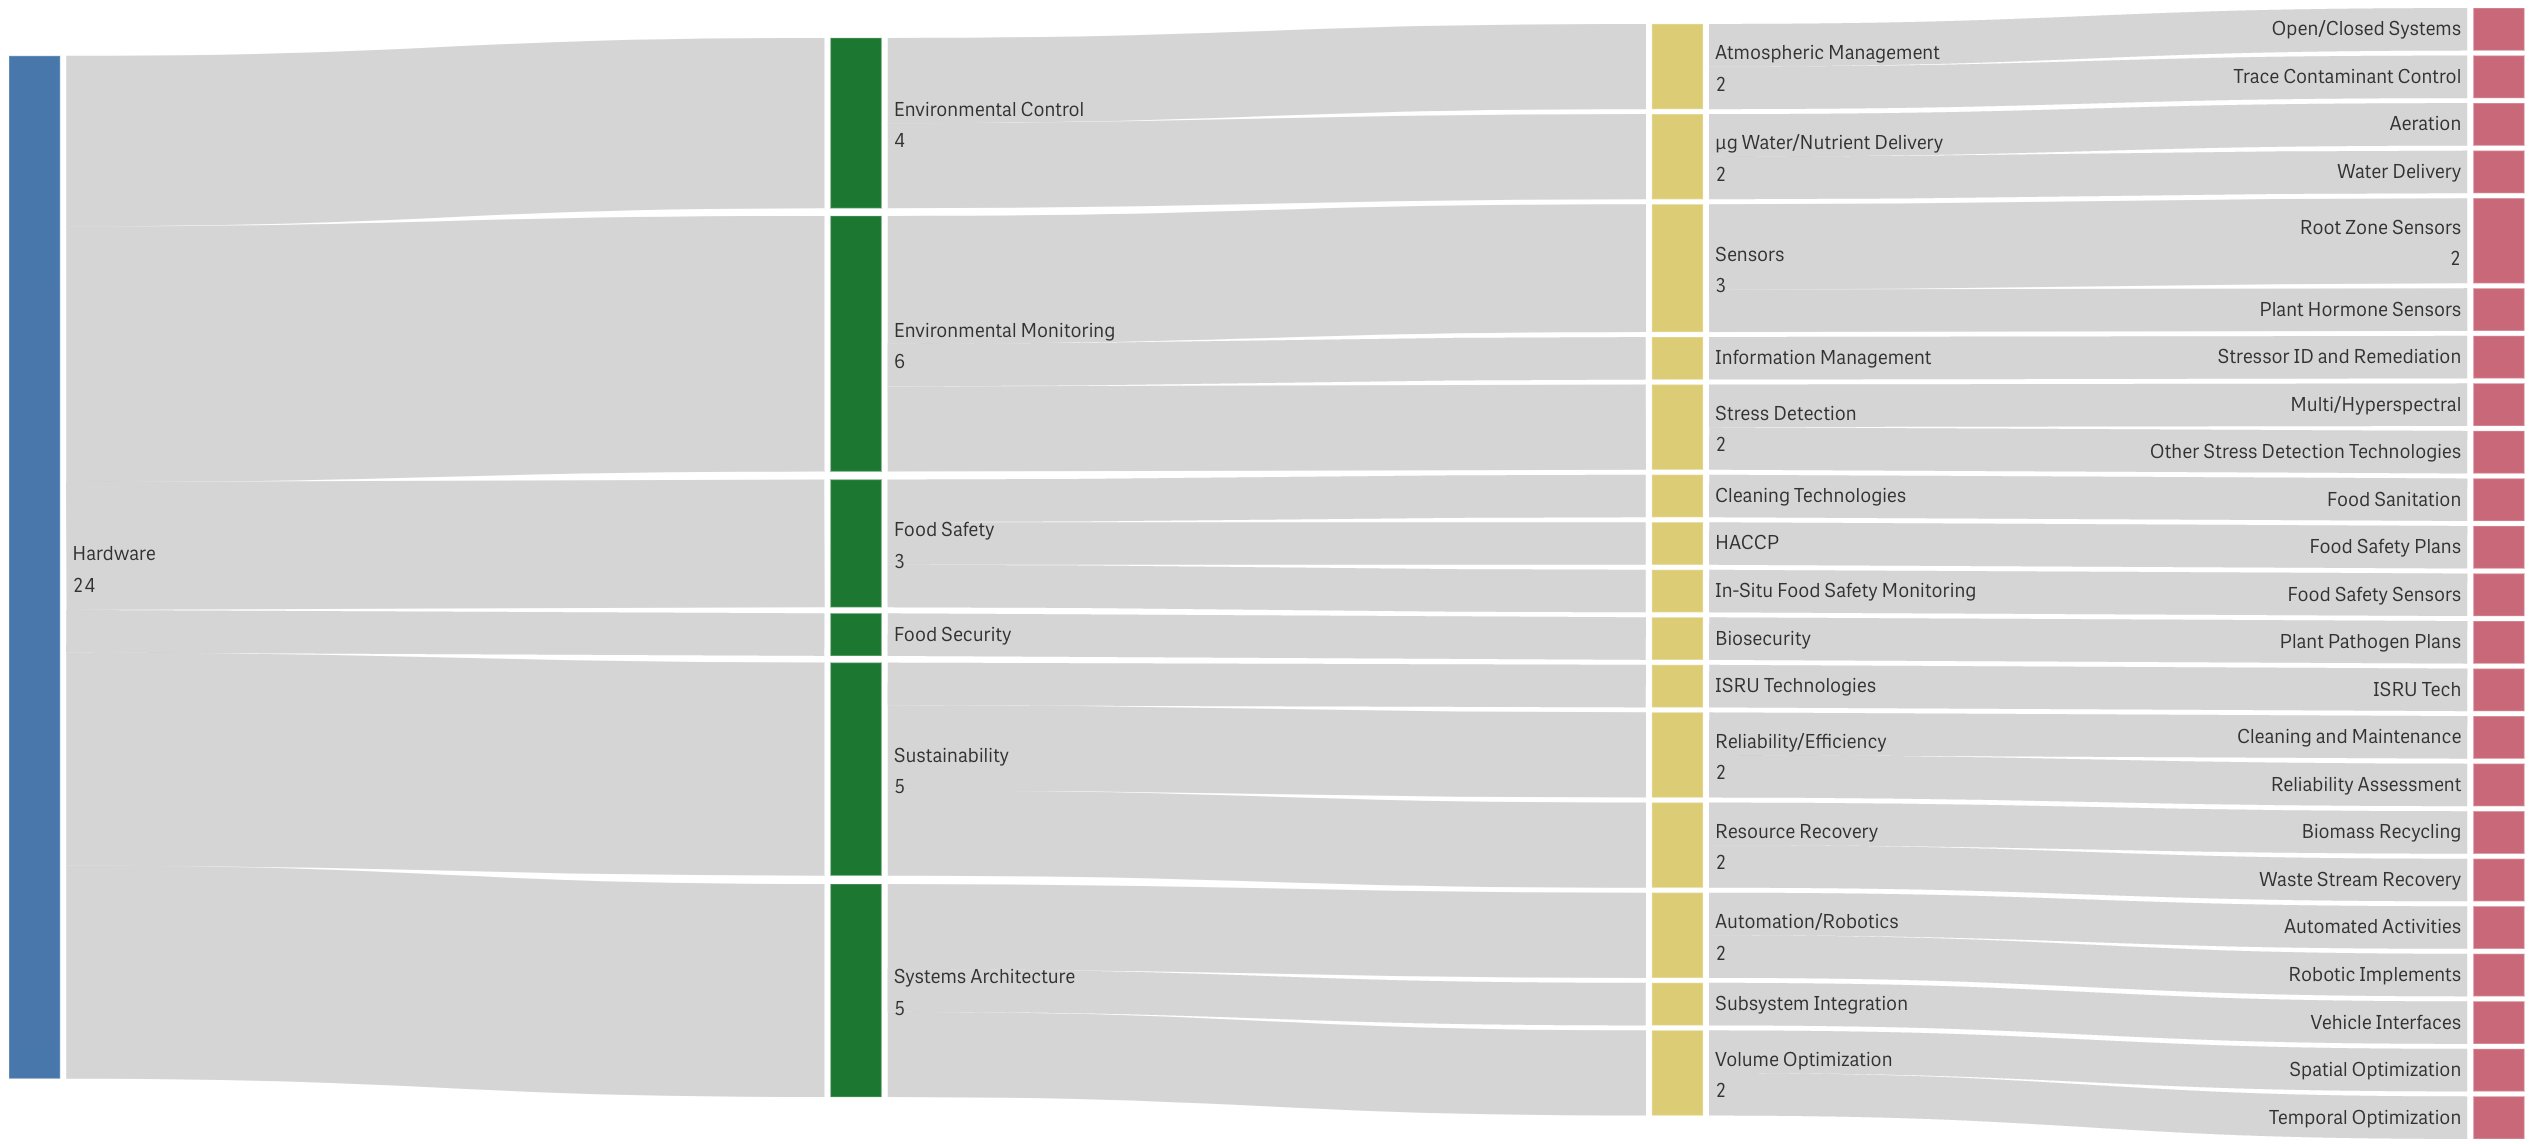 Hardware
24
Environmental Control
4
Environmental Monitoring
6
Food Safety
3
Food Security
Sustainability
5
Systems Architecture
5
Atmospheric Management
2
µg Water/Nutrient Delivery
2
Sensors
3
Information Management
Stress Detection
2
Cleaning Technologies
HACCP
In-Situ Food Safety Monitoring
Biosecurity
ISRU Technologies
Reliability/Efficiency
2
Resource Recovery
2
Automation/Robotics
2
Subsystem Integration
Volume Optimization
2
Open/Closed Systems
Trace Contaminant Control
Aeration
Water Delivery
Root Zone Sensors
2
Plant Hormone Sensors
Stressor ID and Remediation
Multi/Hyperspectral
Other Stress Detection Technologies
Food Sanitation
Food Safety Plans
Food Safety Sensors
Plant Pathogen Plans
ISRU Tech
Cleaning and Maintenance
Reliability Assessment
Biomass Recycling
Waste Stream Recovery
Automated Activities
Robotic Implements
Vehicle Interfaces
Spatial Optimization
Temporal Optimization